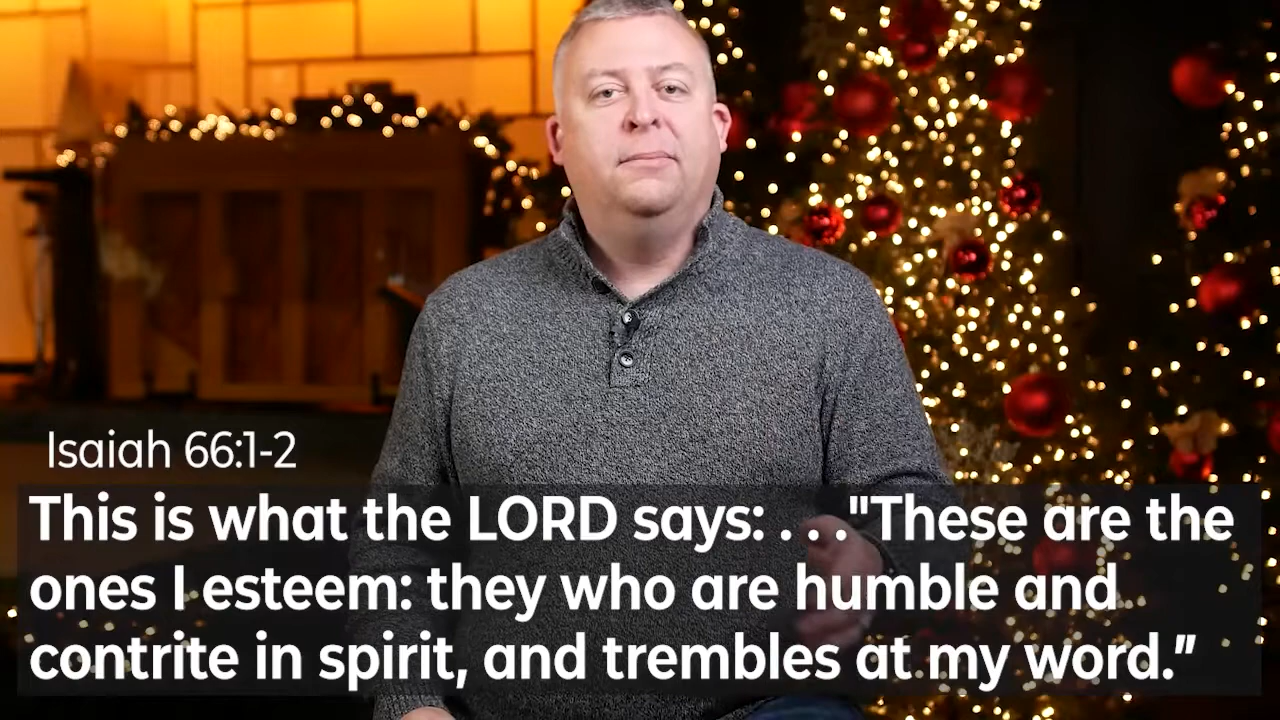 Isaiah 66:1-2
This is what the LORD says: . . ."These are the
ones I esteem: they who are humble and
contrite in spirit, and trembles at my word.”